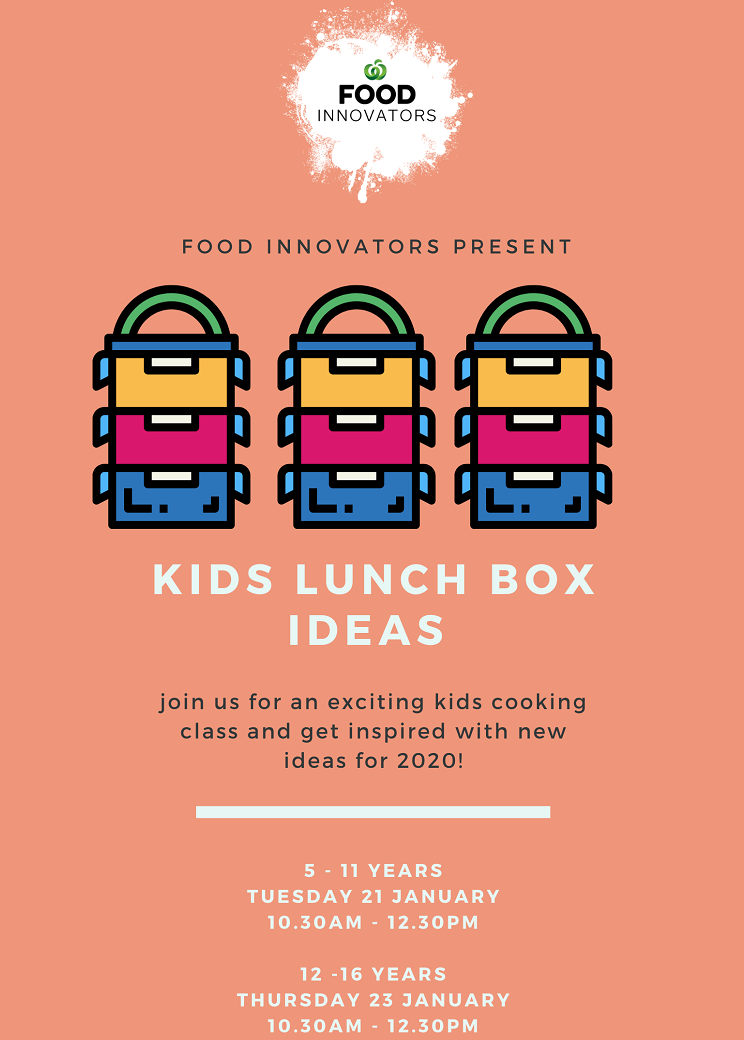 FOOD
INNOVATORS
FOOD INNOVATORS PRESENT
KIDS LUNCH BOX
IDEAS
join us for an exciting kids cooking
class and get inspired with new
ideas for 2020!
5 - 11 YEARS
TUESDAY 21 JANUARY
10.30AM - 12.30PM
12 -16 YEARS
THURSDAY 23 JANUARY
10.30AM - 12.30PM